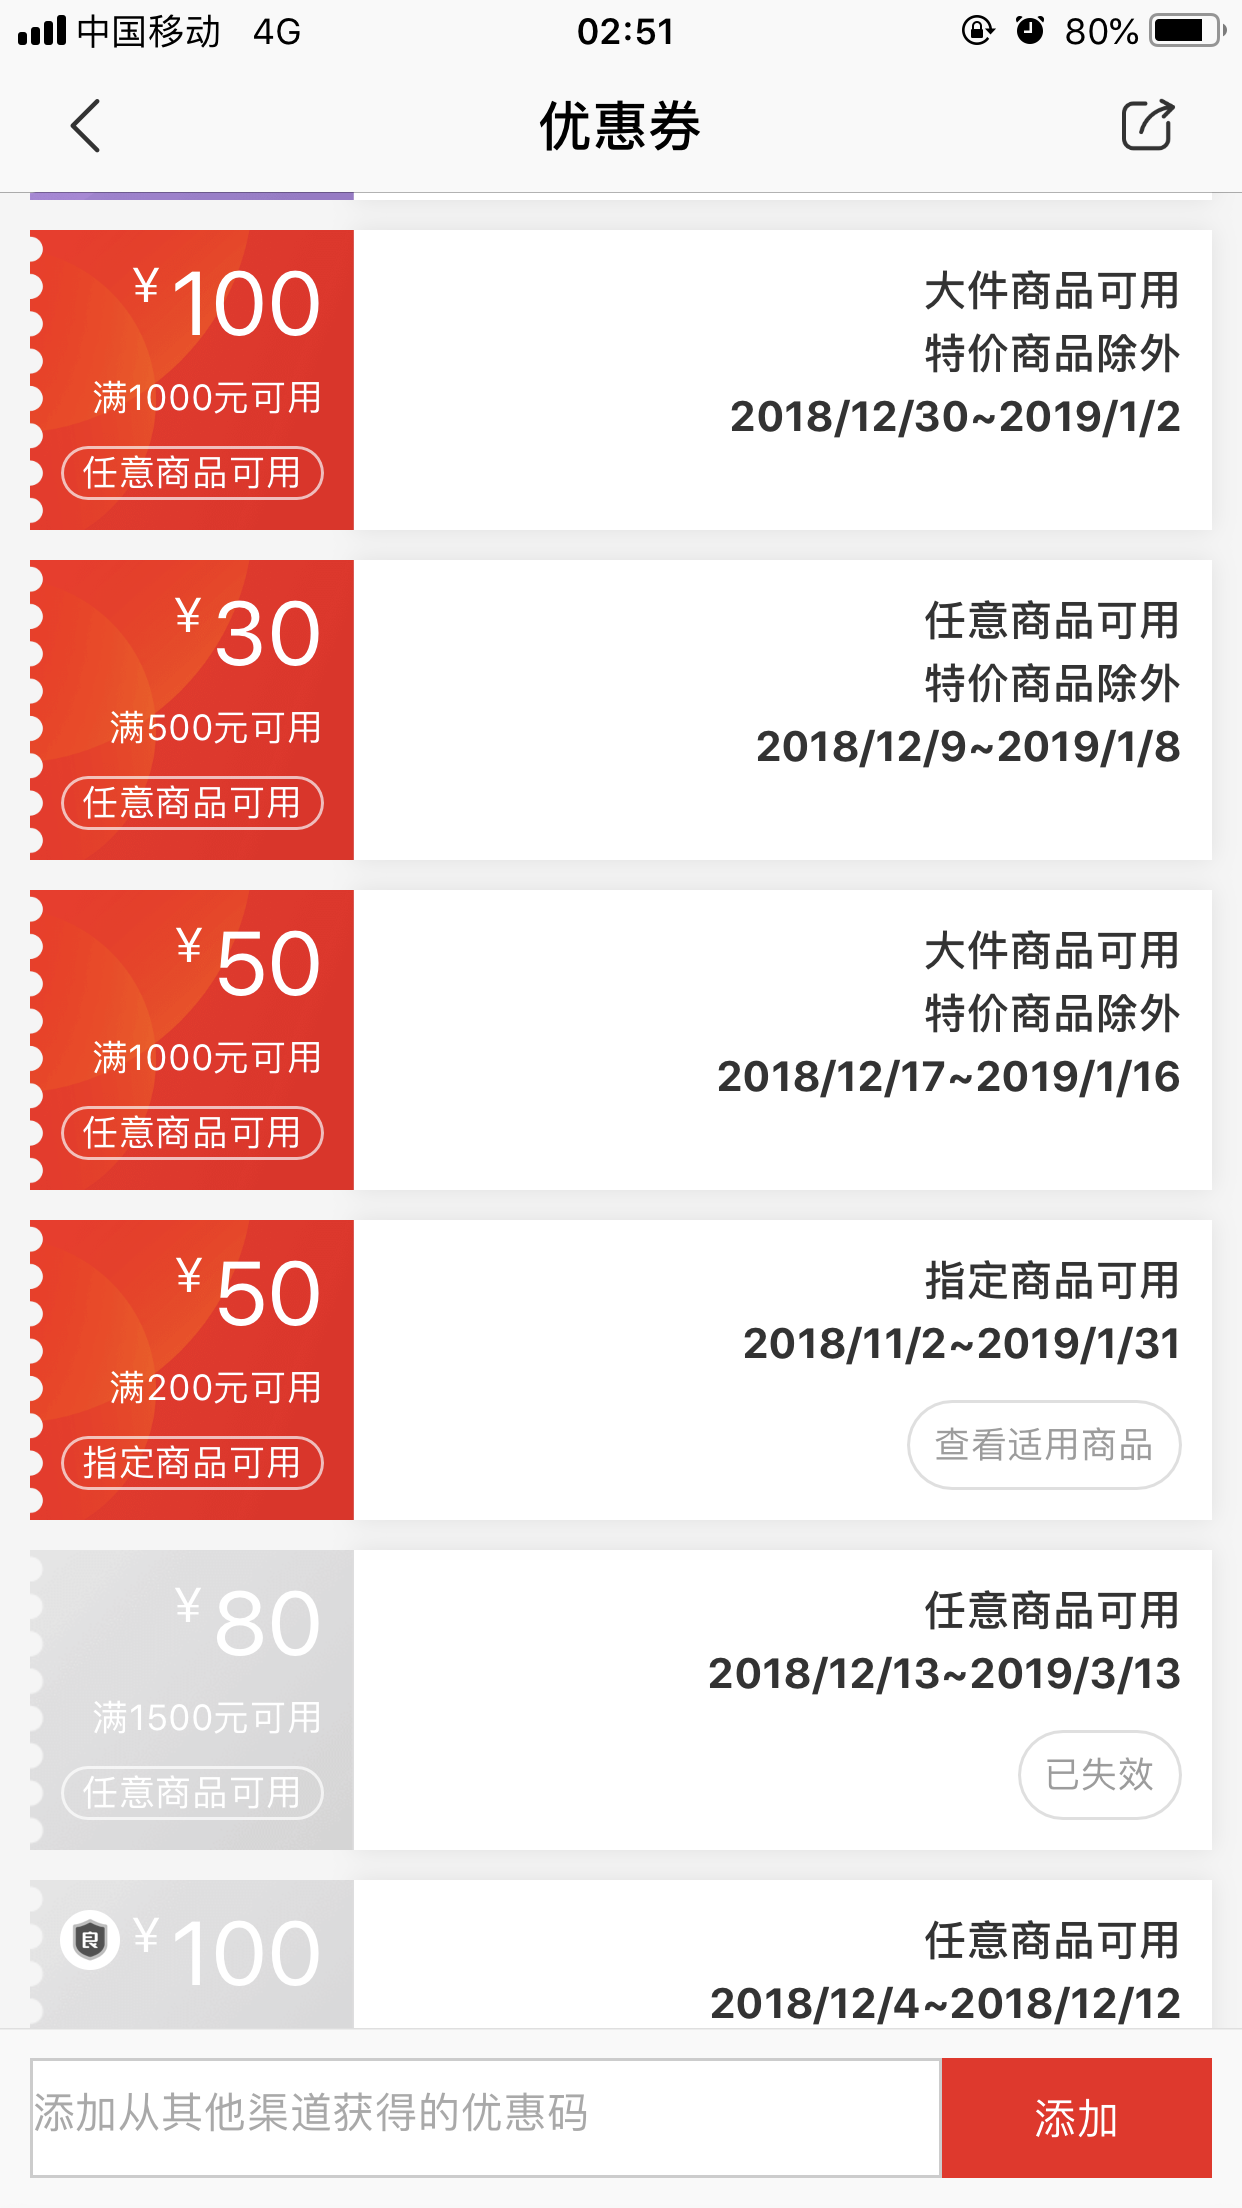 中国移动 4G 02:51 80%
优惠券
¥100
满1000元可用
任意商品可用
大件商品可用
特价商品除外
2018/12/30~2019/1/2
¥30
满500元可用
任意商品可用
任意商品可用
特价商品除外
2018/12/9~2019/1/8
¥50
满1000元可用
任意商品可用
大件商品可用
特价商品除外
2018/12/17~2019/1/16
¥50
满200元可用
指定商品可用
指定商品可用
2018/11/2~2019/1/31
查看适用商品
¥80
满1500元可用
任意商品可用
任意商品可用
2018/12/13~2019/3/13
已失效
良 ¥100
任意商品可用
2018/12/4~2018/12/12
添加从其他渠道获得的优惠码
添加